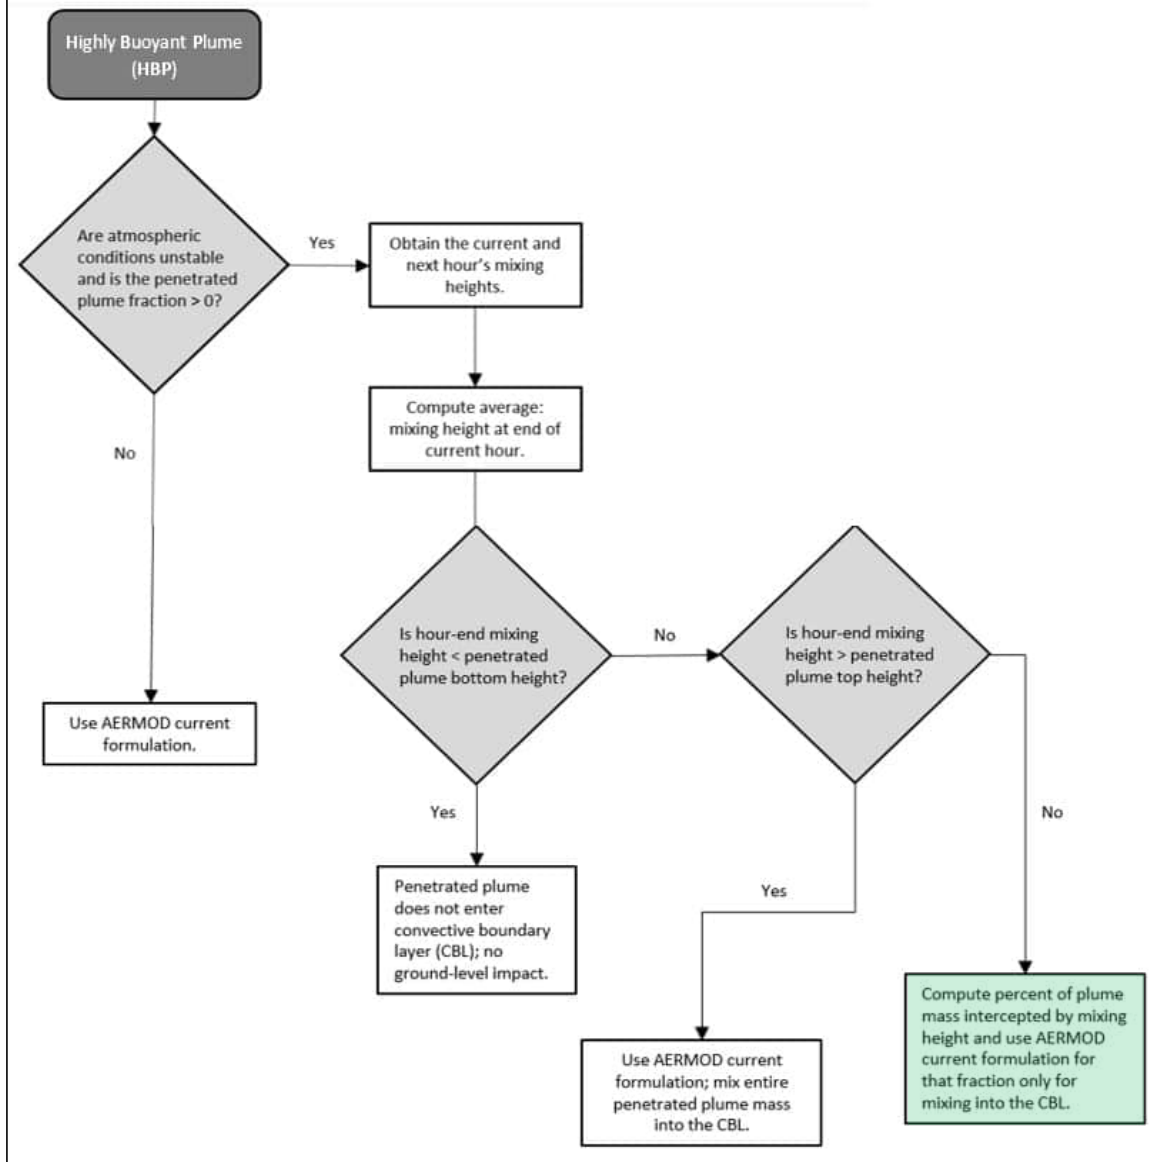 Highly Buoyant Plume
(HBP)
Are atmospheric
conditions unstable
and is the penetrated
plume fraction > 0?
Yes
Obtain the current and
next hour's mixing
heights.
Compute average:
mixing height at end of
current hour.
No
Use AERMOD current
formulation.
Is hour-end mixing
height < penetrated
plume bottom height?
No
Is hour-end mixing
height > penetrated
plume top height?
Yes
Penetrated plume
does not enter
convective boundary
layer (CBL); no
ground-level impact.
Yes
Use AERMOD current
formulation; mix entire
penetrated plume mass
into the CBL.
No
Compute percent of plume
mass intercepted by mixing
height and use AERMOD
current formulation for
that fraction only for
mixing into the CBL.